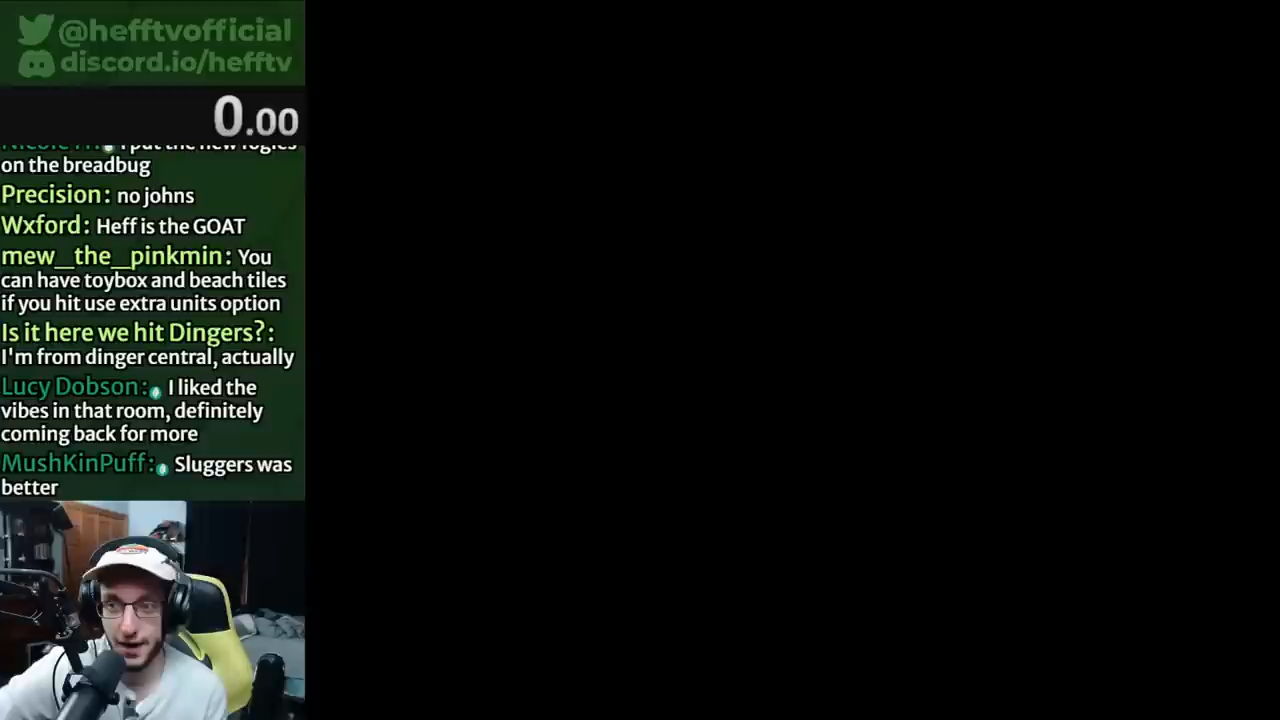 @hefftvofficial
discord.io/hefftv
0.00
on the breadbug
Precision: no johns
Wxford: Heff is the GOAT
mew_the_pinkmin: You
can have toybox and beach tiles
if you hit use extra units option
Is it here we hit Dingers?:
I'm from dinger central, actually
Lucy Dobson: I liked the
vibes in that room, definitely
coming back for more
MushKinPuff: Sluggers was
better